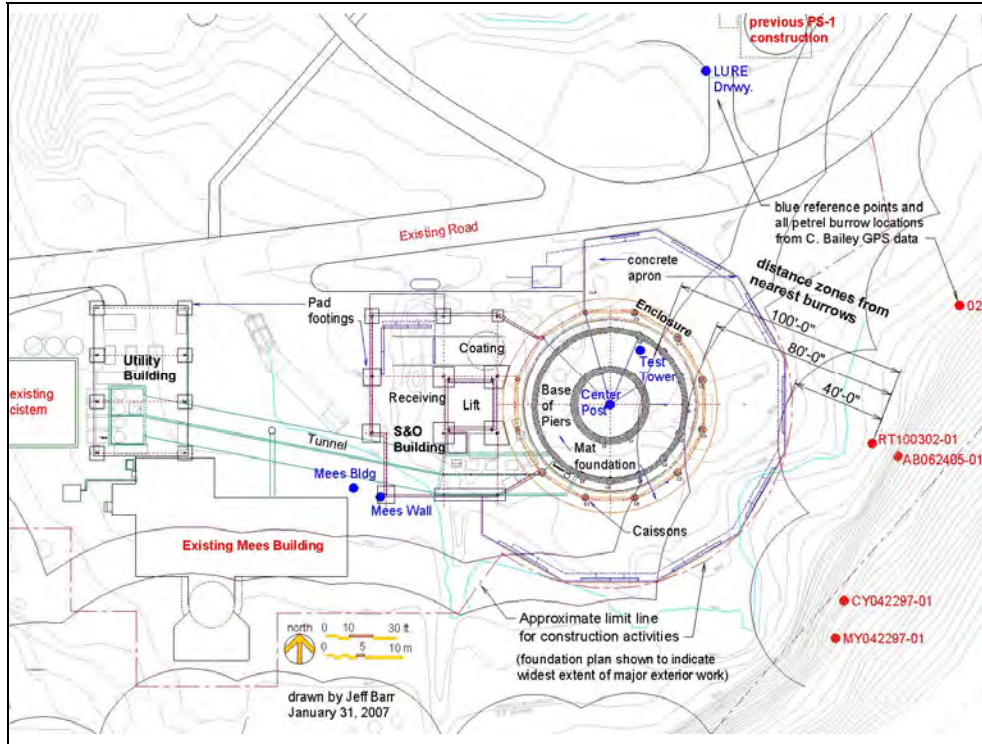 previous PS-1
construction
LURE
Drvwy.
blue reference points and
all petrel burrow locations
from C. Bailey GPS data
Existing Road
concrete
apron
distance zones from
nearest burrows
100'-0"
80'-0"
40'-0"
02
Pad
footings
Enclosure
Utility
Building
Coating
Test
Tower
existing
cistern
Receiving
Lift
Base
of
Piers
Center
Post
S&O
Building
Tunnel
Mat
foundation
RT100302-01
AB062405-01
Mees Bldg
Mees Wall
Caissons
Existing Mees Building
CY042297-01
MY042297-01
Approximate limit line
for construction activities
(foundation plan shown to indicate
widest extent of major exterior work)
north 0 10 30 ft.
0 5 10 m
drawn by Jeff Barr
January 31, 2007